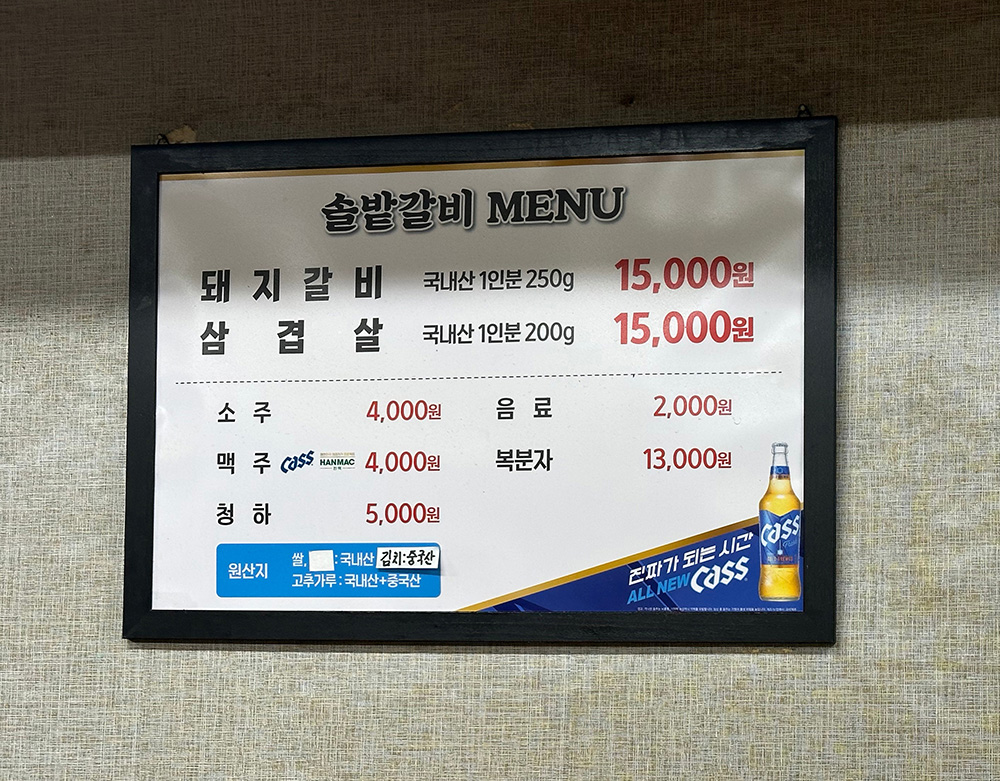 솔밭갈비 MENU
돼지갈비 국내산 1인분 250g 15,000원
삼겹살 국내산 1인분 200g 15,000원
소주 4,000원 음료 2,000원
맥주 Cass HANMAC 4,000원 복분자 13,000원
청하 5,000원
원산지
쌀, : 국내산 김치:중국산
고추가루 : 국내산+중국산
진짜가 되는 시간
ALL NEW Cass
Cass